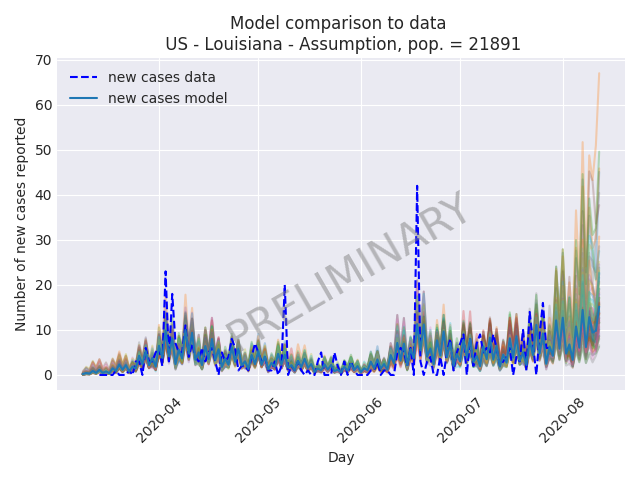 Model comparison to data
US - Louisiana - Assumption, pop. = 21891
Number of new cases reported
70
60
50
40
30
20
10
0
new cases data
new cases model
PRELIMINARY
2020-04
2020-05
2020-06
2020-07
2020-08
Day